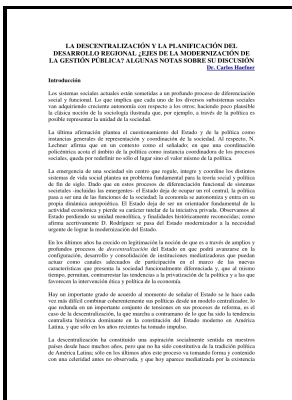 LA DESCENTRALIZACIÓN Y LA PLANIFICACIÓN DEL
DESARROLLO REGIONAL ¿EJES DE LA MODERNIZACIÓN DE
LA GESTIÓN PÚBLICA? ALGUNAS NOTAS SOBRE SU DISCUSIÓN
Dr. Carlos Haefner
Introducción
Los sistemas sociales actuales están sometidos a un profundo proceso de diferenciación
social y funcional. Lo que implica que cada uno de los diversos subsistemas sociales
van adquiriendo creciente autonomía con respecto a los otros; haciendo poco plausible
la clásica noción de la sociología ilustrada que, por ejemplo, a través de la política es
posible representar la unidad de la sociedad.
La última afirmación plantea el cuestionamiento del Estado y de la política como
instancias generales de representación y coordinación de la sociedad. Al respecto, N.
Lechner afirma que en un contexto como el señalado; en que una coordinación
policéntrica acota el ámbito de la política como instancia coordinadora de los procesos
sociales, queda por redefinir no sólo el lugar sino el valor mismo de la política.
La emergencia de una sociedad sin centro que regule, integre y coordine los distintos
sistemas de vida social plantea un problema fundamental para la teoría social y política
de fin de siglo. Dado que en estos procesos de diferenciación funcional de sistemas
societales -incluidas las emergentes- el Estado deja de ocupar un rol central, la política
pasa a ser una de las funciones de la sociedad; la economía se autonomiza y entra en su
propia dinámica autopoiética. El Estado deja de ser un orientador fundamental de la
actividad económica y pierde su carácter tutelar de la iniciativa privada. Observamos al
Estado perdiendo su unidad monolítica, y finalidades históricamente reconocidas; como
afirma acertivamente D. Rodríguez se pasa del Estado modernizador a la necesidad
urgente de lograr la modernización del Estado.
En los últimos años ha crecido en legitimación la noción de que es a través de amplios y
profundos procesos de descentralización del Estado en que podrá avanzarse en la
configuración, desarrollo y consolidación de instituciones mediatizadoras que puedan
actuar como canales adecuados de participación en el marco de las nuevas
características que presenta la sociedad funcionalmente diferenciada y, que al mismo
tiempo, permitan, contrarrestar las tendencias a la privatización de la política y a las que
favorecen la intervención ética y política de la economía.
Hay un importante grado de acuerdo al momento de señalar el Estado se le hace cada
vez más difícil combinar coherentemente sus políticas desde un modelo centralizador, lo
que redunda en un importante conjunto de tensiones en sus procesos de reforma, es el
caso de la descentralización, la que marcha a contramano de lo que ha sido la tendencia
centralista histórica dominante en la constitución del Estado moderno en América
Latina, y que sólo en los años recientes ha tomado impulso.
La descentralización ha constituido una aspiración socialmente sentida en nuestros
países desde hace muchos años, pero que no ha sido constitutiva de la tradición política
de América Latina; sólo en los últimos años este proceso va tomando forma y contenido
con una celeridad antes no observada, y que hoy aparece mediatizada por la existencia